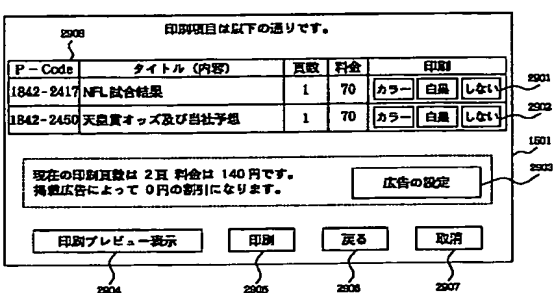 印刷項目は以下の通りです。
2908
P－Code タイトル（内容） 頁数 料金 印刷
1842-2417 NFL試合結果 1 70 カラー 白黒 しない
2901
1842-2450 天皇賞オッズ及び当社予想 1 70 カラー 白黒 しない
2902
1501
現在の印刷頁数は 2頁 料金は 140円です。
掲載広告によって 0円の割引になります。
広告の設定
2903
印刷プレビュー表示 印刷 戻る 取消
2904 2905 2906 2907